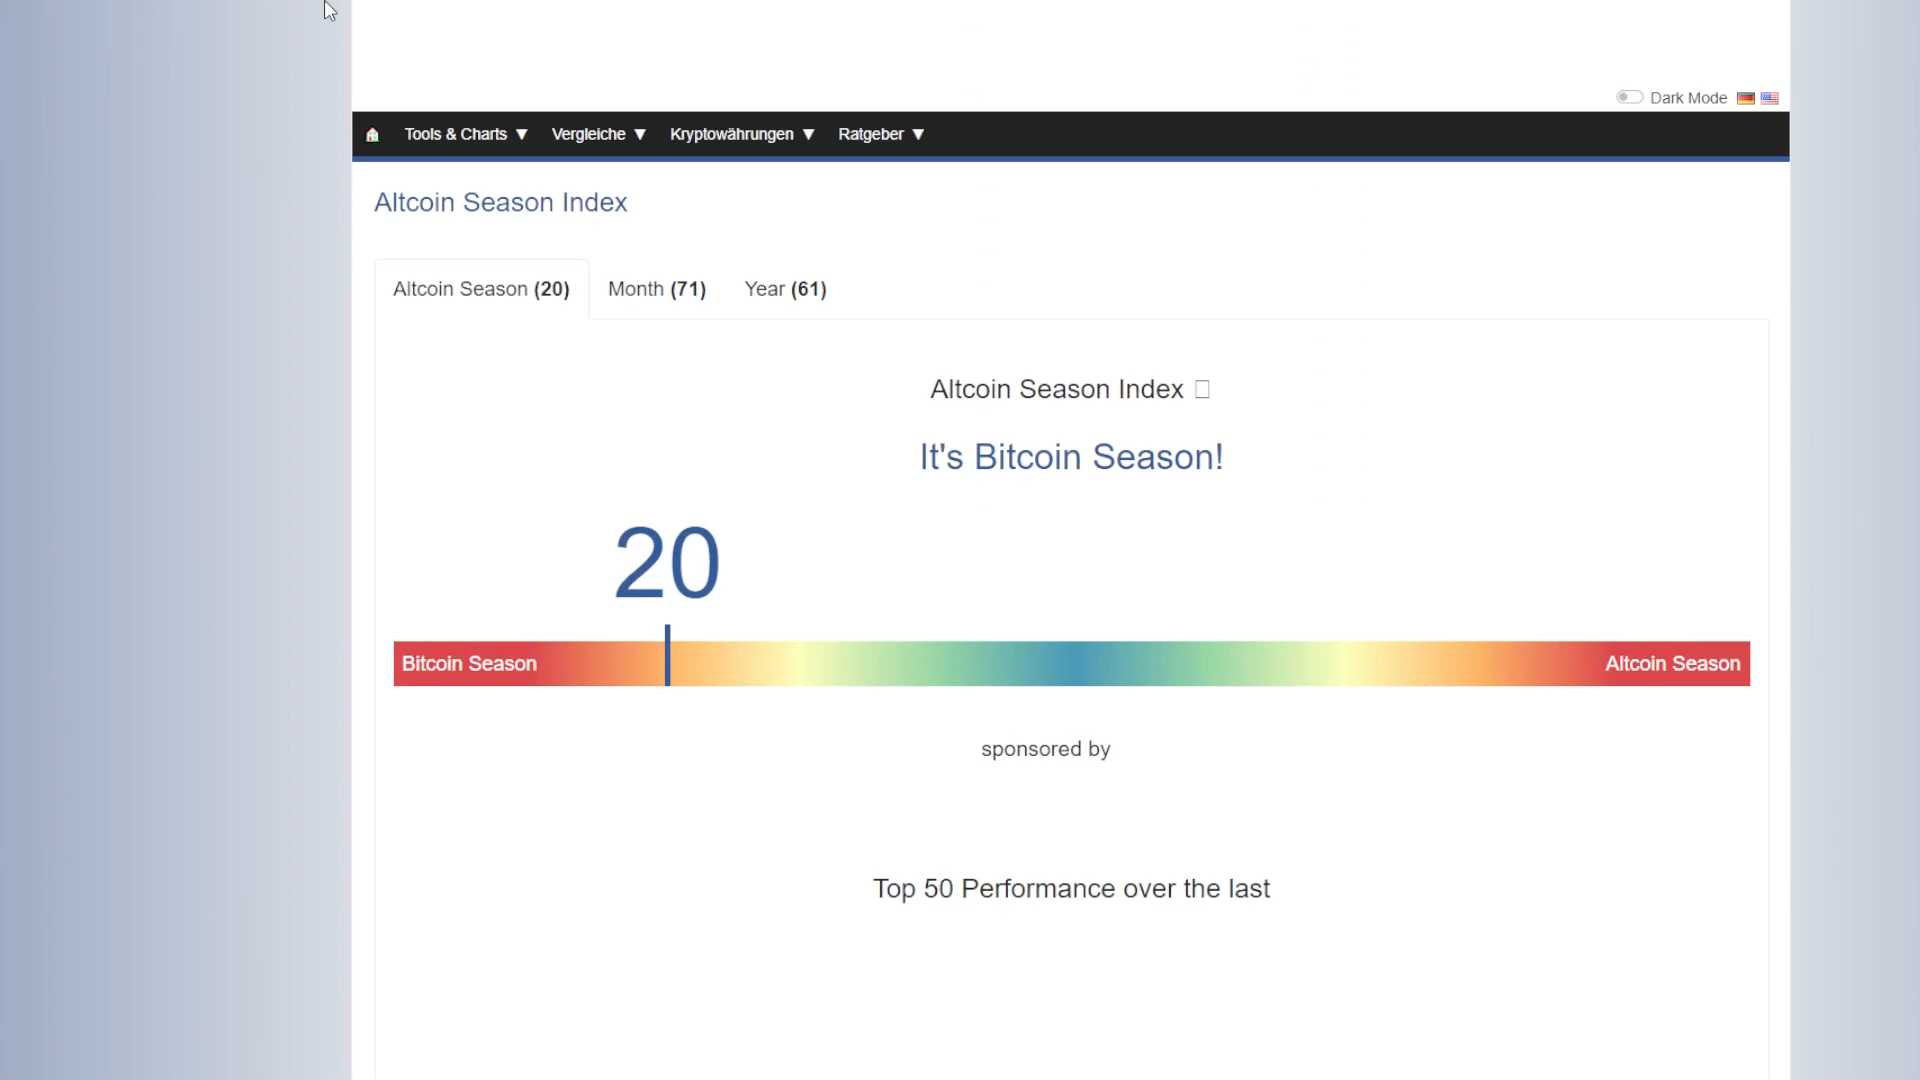 Dark Mode
Tools & Charts ▼ Vergleiche ▼ Kryptowährungen ▼ Ratgeber ▼
Altcoin Season Index
Altcoin Season (20) Month (71) Year (61)
Altcoin Season Index
It's Bitcoin Season!
20
Bitcoin Season Altcoin Season
sponsored by
Top 50 Performance over the last